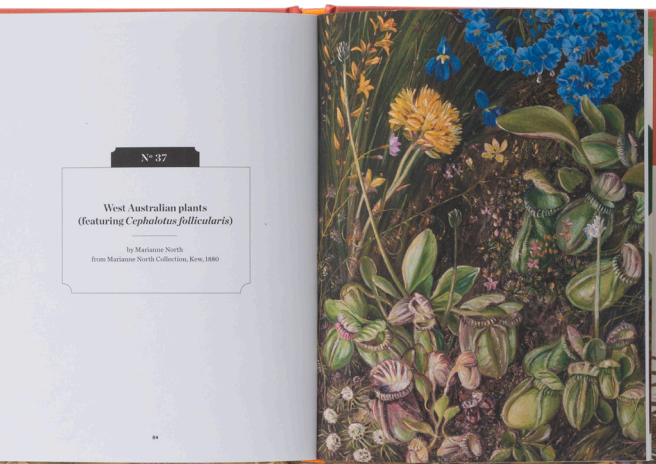 Nº 37
West Australian plants
(featuring Cephalotus follicularis)
by Marianne North
from Marianne North Collection, Kew, 1880
84